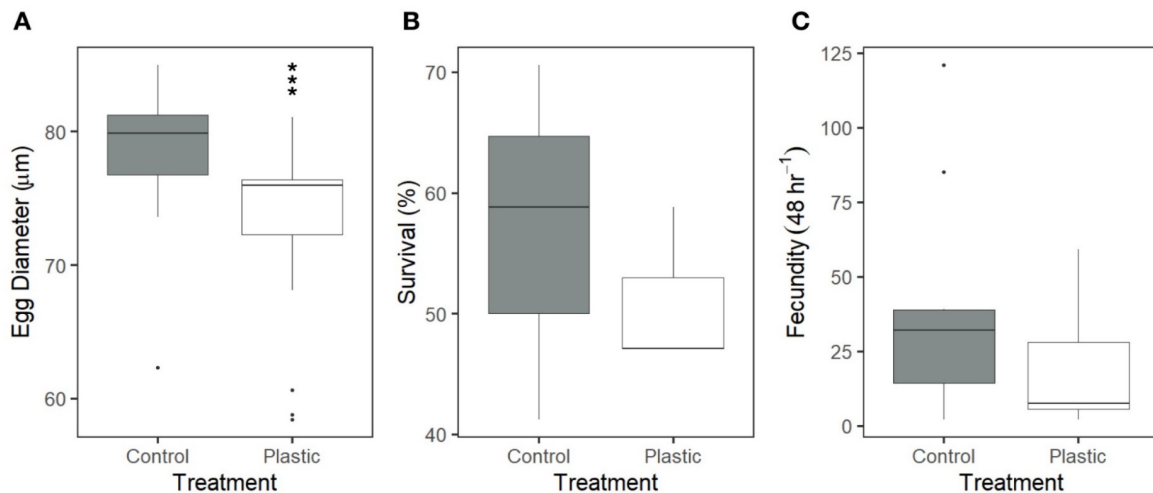 A
Egg Diameter (μm)
80
70
60
***
Control
Plastic
Treatment
B
Survival (%)
70
60
50
40
Control
Plastic
Treatment
C
Fecundity (48 hr⁻¹)
125
100
75
50
25
0
Control
Plastic
Treatment